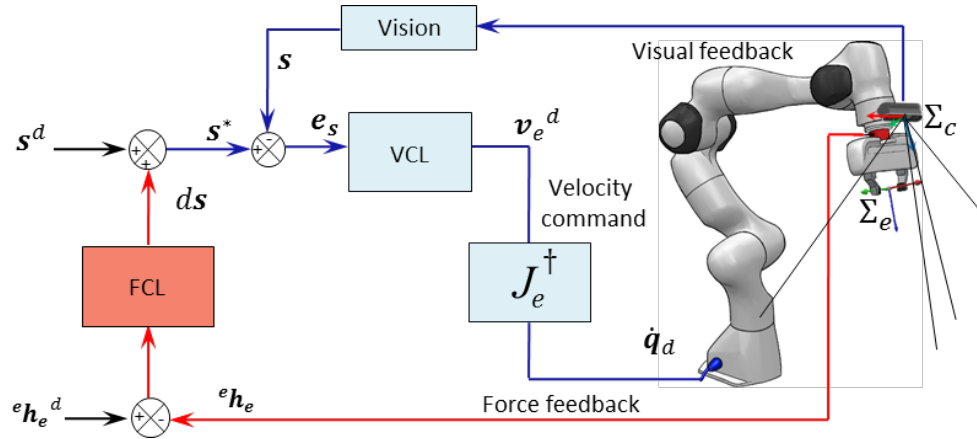 Vision
Visual feedback
s
s^d
+
+
s*
+
-
e_s
VCL
v_e^d
Σ_c
ds
Velocity
command
Σ_e
FCL
J_e^†
q̇_d
^e h_e^d
+
-
^e h_e
Force feedback